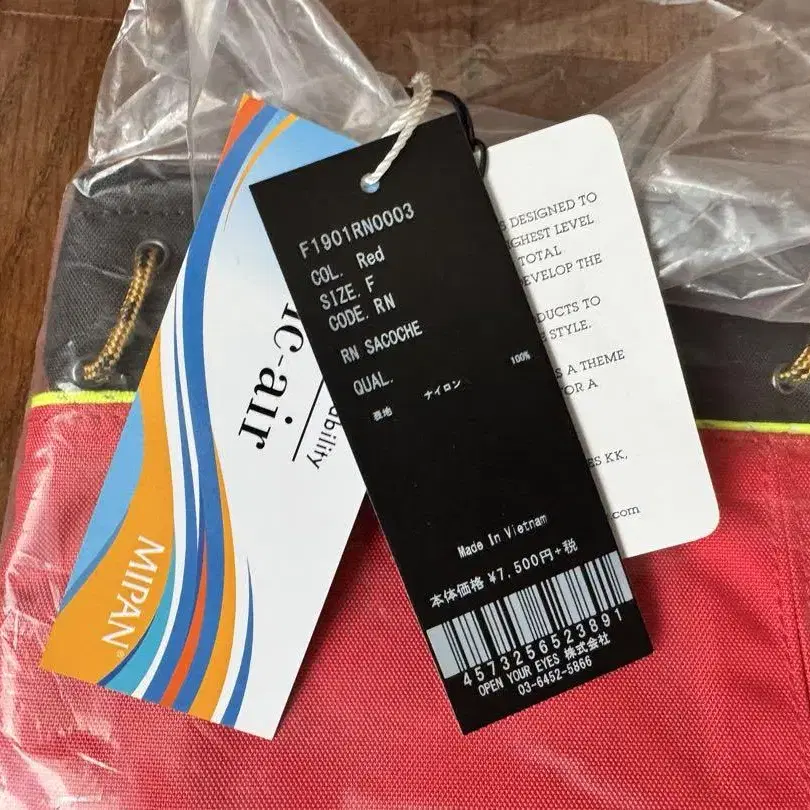 F1901RN0003
COL. Red
SIZE. F
CODE. RN
RN SACOCHE
QUAL.
表地 ナイロン 100%
Made In Vietnam
本体価格 ¥7,500円+税
4573256523891
OPEN YOUR EYES 株式会社
03-6452-5866
ic-air
ability
MIPAN®
DESIGNED TO
GHEST LEVEL
TOTAL
EVELOP THE
DUCTS TO
STYLE.
A THEME
OR A
ES KK,
.com